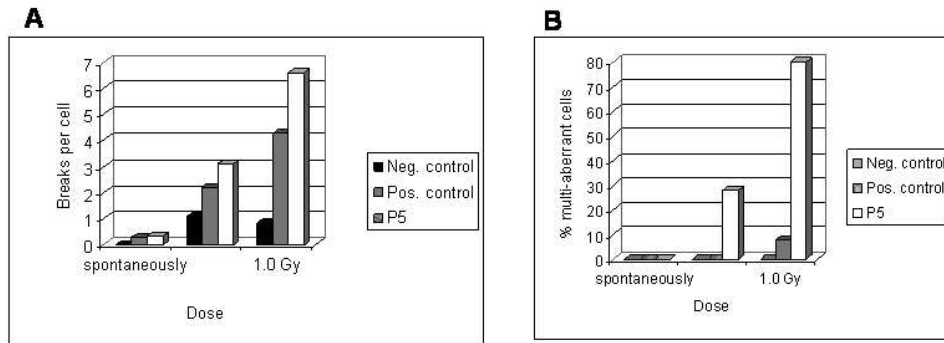 A
Breaks per cell
7
6
5
4
3
2
1
0
spontaneously
1.0 Gy
Dose
Neg. control
Pos. control
P5
B
% multi-aberrant cells
80
70
60
50
40
30
20
10
0
spontaneously
1.0 Gy
Dose
Neg. control
Pos. control
P5